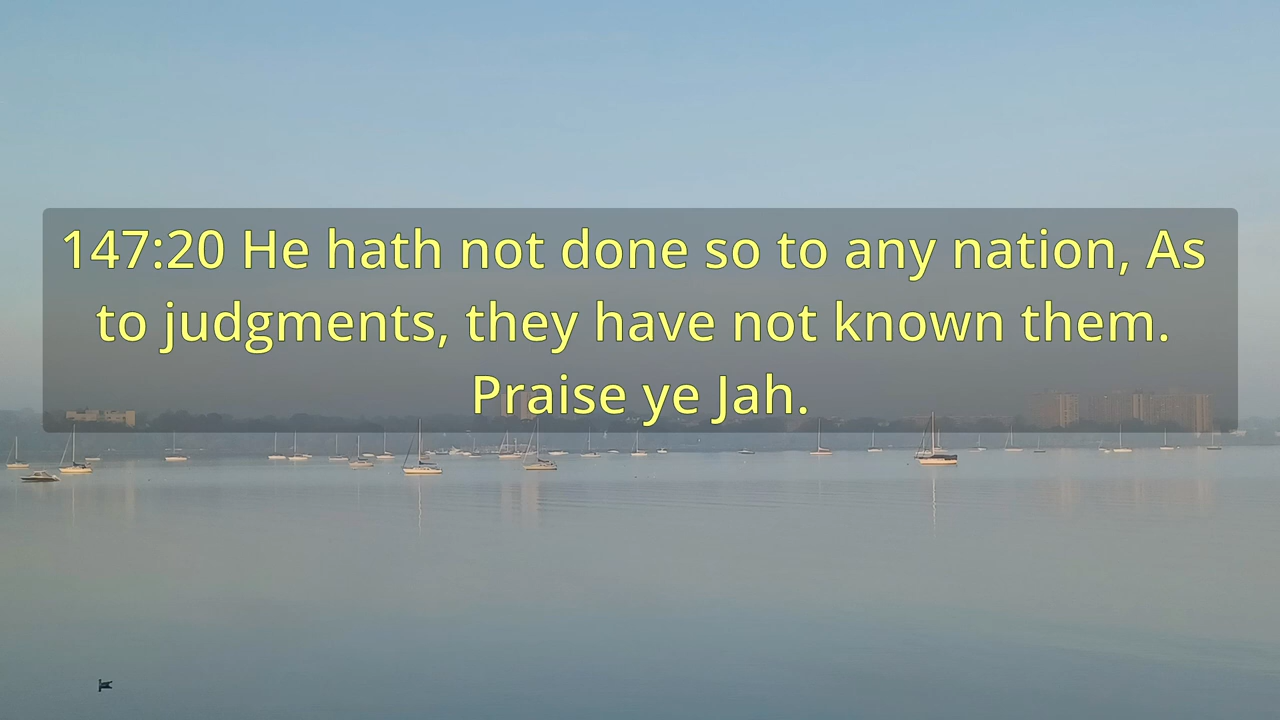 147:20 He hath not done so to any nation, As
to judgments, they have not known them.
Praise ye Jah.